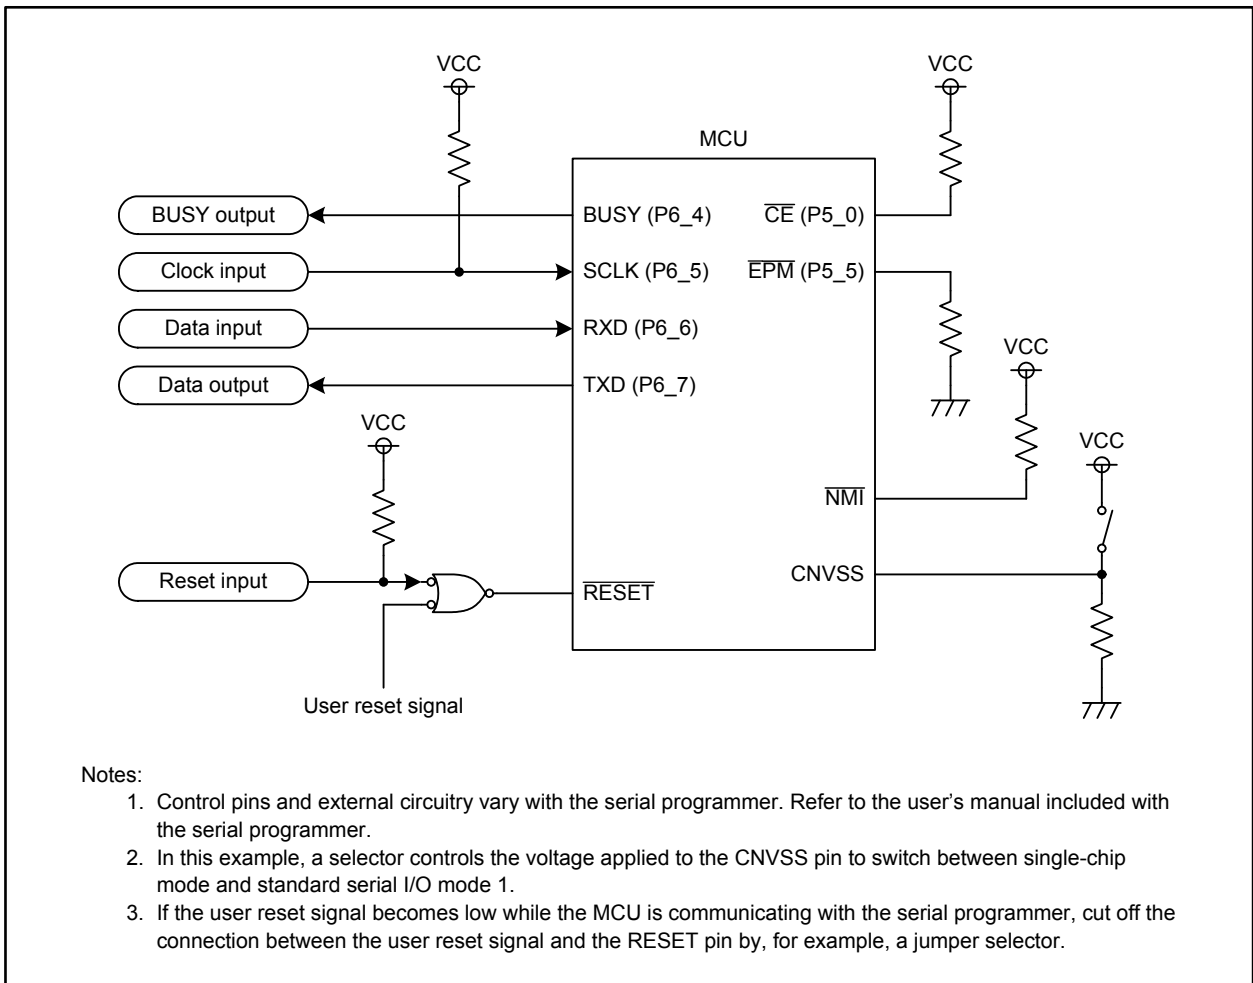 VCC
VCC
MCU
BUSY output
BUSY (P6_4)
CE (P5_0)
Clock input
SCLK (P6_5)
EPM (P5_5)
Data input
RXD (P6_6)
VCC
Data output
TXD (P6_7)
VCC
VCC
NMI
Reset input
CNVSS
RESET
User reset signal
Notes:
1. Control pins and external circuitry vary with the serial programmer. Refer to the user’s manual included with
the serial programmer.
2. In this example, a selector controls the voltage applied to the CNVSS pin to switch between single-chip
mode and standard serial I/O mode 1.
3. If the user reset signal becomes low while the MCU is communicating with the serial programmer, cut off the
connection between the user reset signal and the RESET pin by, for example, a jumper selector.